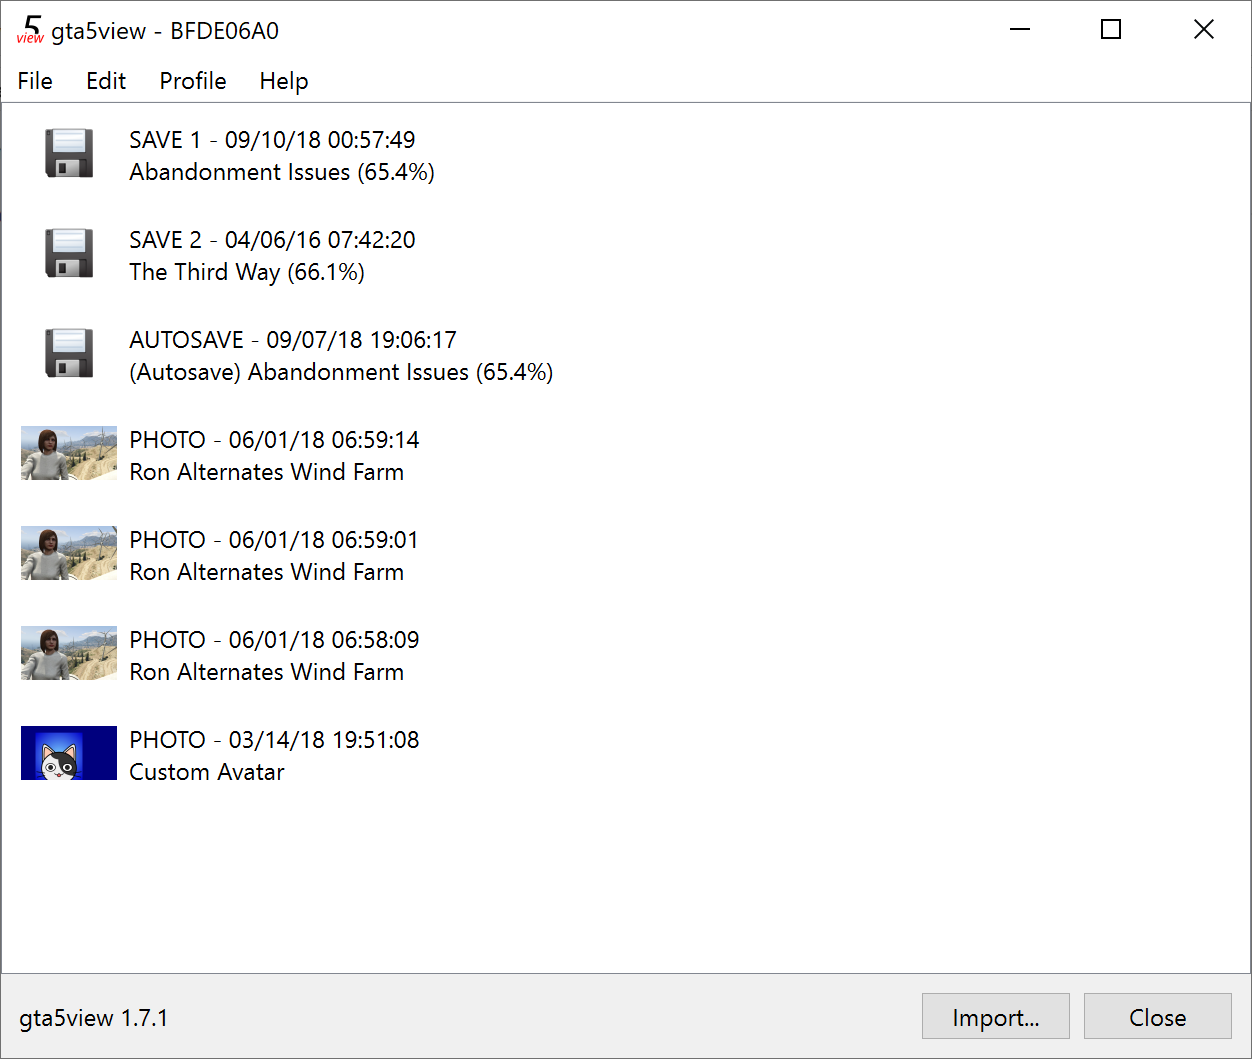 5
view
gta5view - BFDE06A0
File Edit Profile Help
SAVE 1 - 09/10/18 00:57:49
Abandonment Issues (65.4%)
SAVE 2 - 04/06/16 07:42:20
The Third Way (66.1%)
AUTOSAVE - 09/07/18 19:06:17
(Autosave) Abandonment Issues (65.4%)
PHOTO - 06/01/18 06:59:14
Ron Alternates Wind Farm
PHOTO - 06/01/18 06:59:01
Ron Alternates Wind Farm
PHOTO - 06/01/18 06:58:09
Ron Alternates Wind Farm
PHOTO - 03/14/18 19:51:08
Custom Avatar
gta5view 1.7.1
Import...
Close